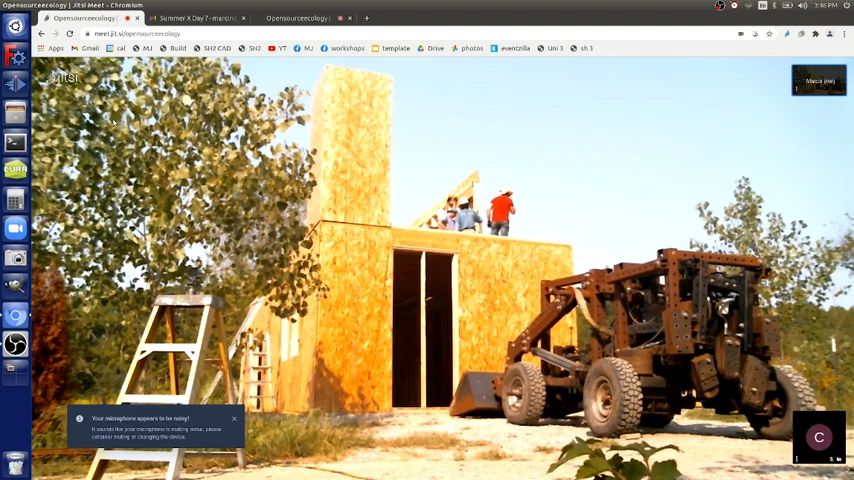 Opensourceecology | Jitsi Meet - Chromium
3:46 PM
Opensourceecology |
Summer X Day 7 - marcin
Opensourceecology |
meet.jit.si/opensourceecology
Apps
Gmail
cal
MJ
Build
SH2 CAD
SH2
YT
MJ
workshops
template
Drive
photos
eventzilla
Uni 3
sh 3
jitsi
Marcin (me)
CURA
Your microphone appears to be noisy!
It sounds like your microphone is making noise, please
consider muting or changing the device.
C